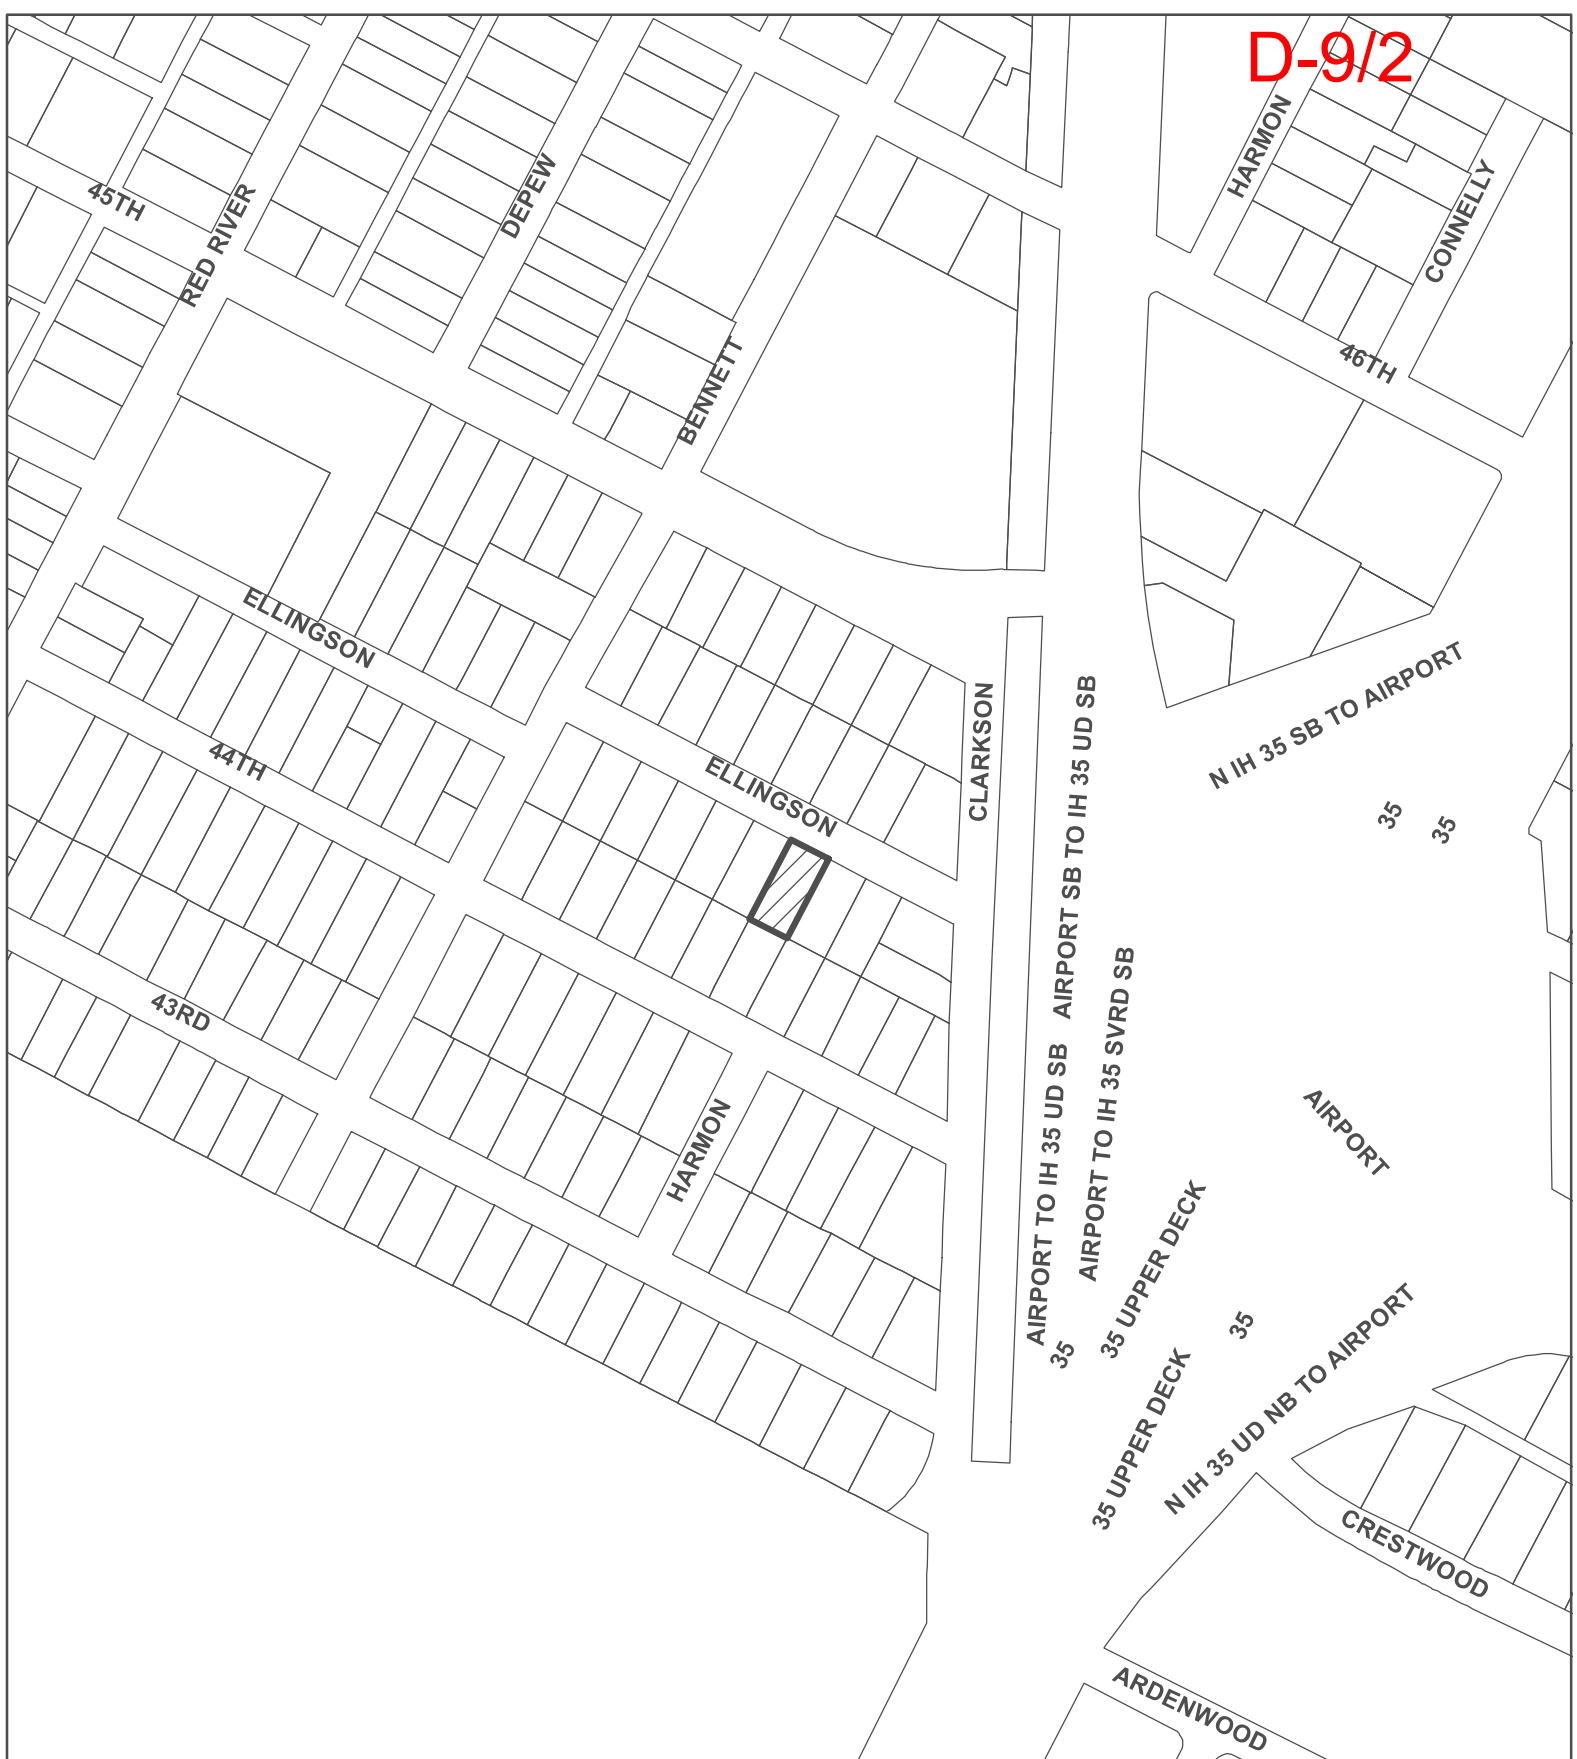 D-9/2
HARMON
DEPEW
CONNELLY
45TH
RED RIVER
46TH
BENNETT
ELLINGSON
N IH 35 SB TO AIRPORT
CLARKSON
AIRPORT SB TO IH 35 UD SB
44TH
ELLINGSON
35
35
43RD
AIRPORT TO IH 35 SVRD SB
AIRPORT TO IH 35 UD SB
AIRPORT
HARMON
35 UPPER DECK
35
35
N IH 35 UD NB TO AIRPORT
35 UPPER DECK
CRESTWOOD
ARDENWOOD